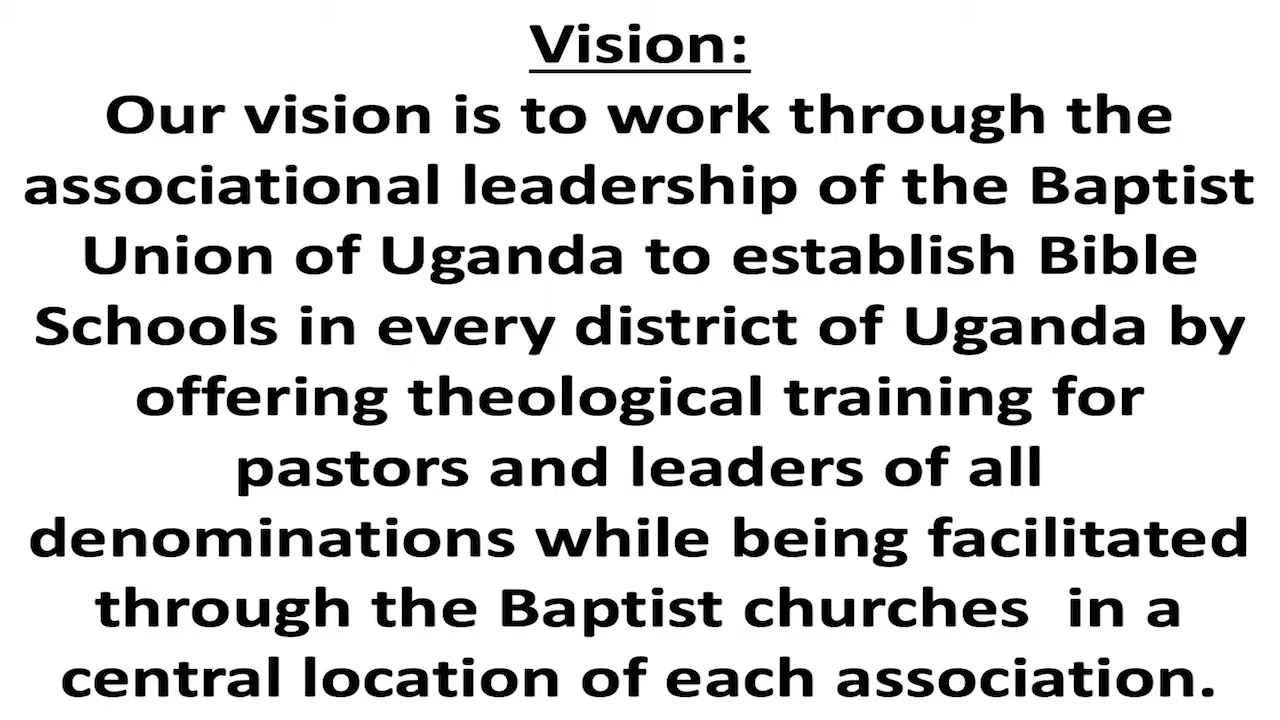 Vision:
Our vision is to work through the
associational leadership of the Baptist
Union of Uganda to establish Bible
Schools in every district of Uganda by
offering theological training for
pastors and leaders of all
denominations while being facilitated
through the Baptist churches  in a
central location of each association.